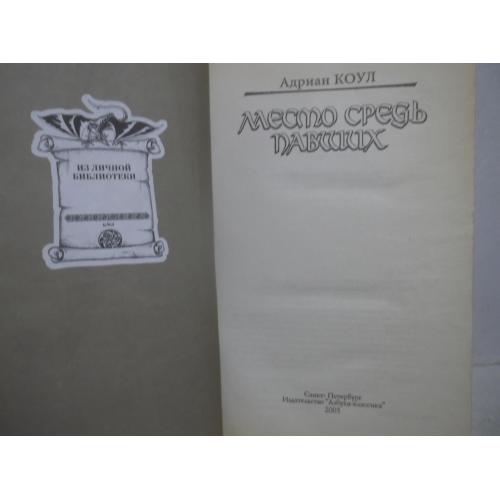 ИЗ ЛИЧНОЙ
БИБЛИОТЕКИ
Адриан КОУЛ
МЕСТО СРЕДЬ
ПАВШИХ
Санкт-Петербург
Издательство "Азбука-классика"
2005